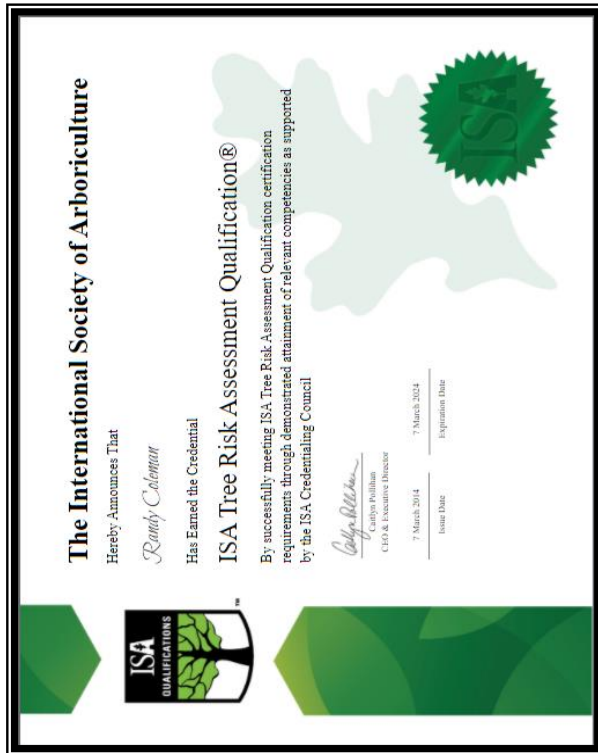 The International Society of Arboriculture
Hereby Announces That
Randy Coleman
Has Earned the Credential
ISA Tree Risk Assessment Qualification®
By successfully meeting ISA Tree Risk Assessment Qualification certification
requirements through demonstrated attainment of relevant competencies as supported
by the ISA Credentialing Council
Caitlyn Pollihan
CEO & Executive Director
7 March 2014
7 March 2024
Issue Date
Expiration Date
ISA
QUALIFICATIONS
™
ISA